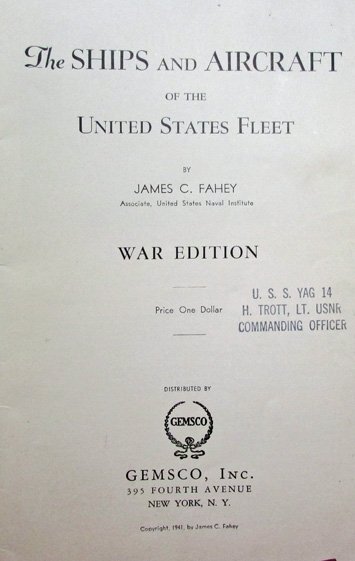 The SHIPS AND AIRCRAFT
OF THE
UNITED STATES FLEET
BY
JAMES C. FAHEY
Associate, United States Naval Institute
WAR EDITION
Price One Dollar
U. S. S. YAG 14
H. TROTT, LT. USNR
COMMANDING OFFICER
DISTRIBUTED BY
GEMSCO
GEMSCO, INC.
395 FOURTH AVENUE
NEW YORK, N. Y.
Copyright, 1941, by James C. Fahey